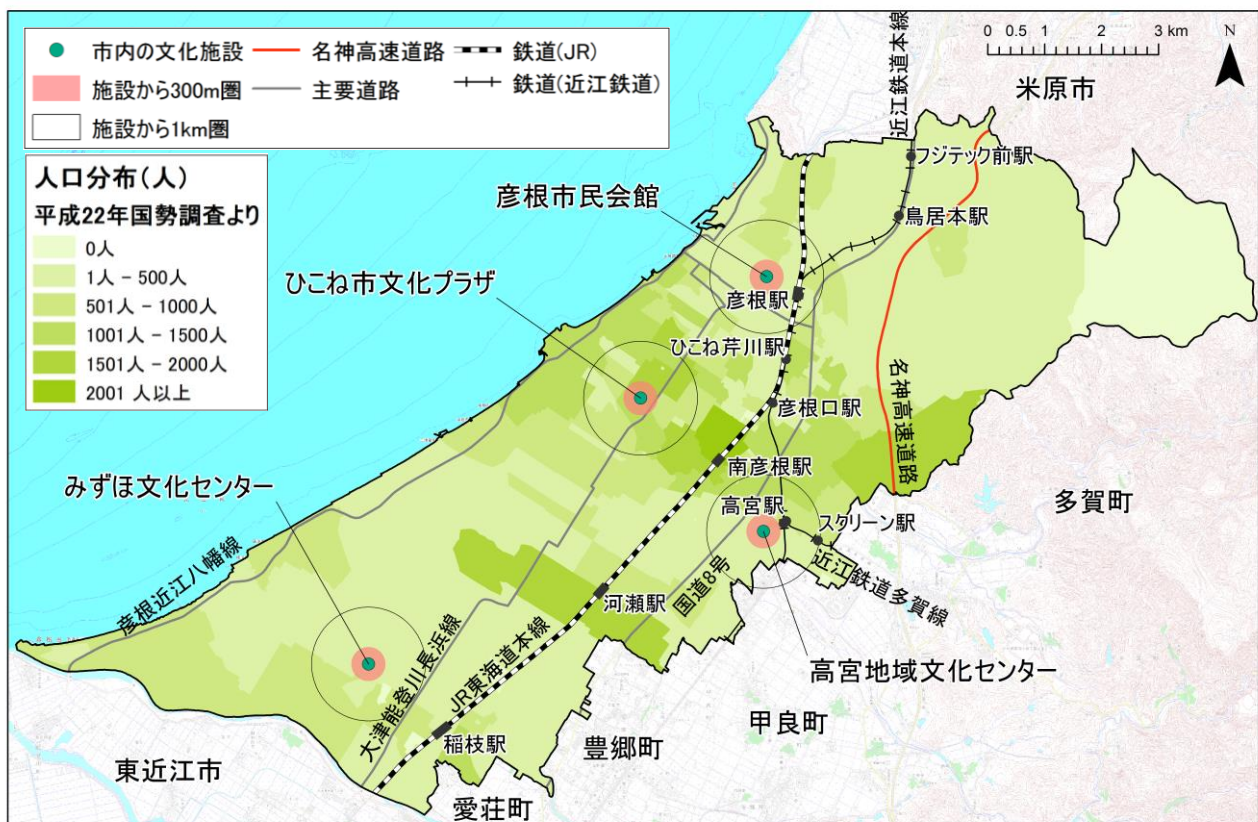 市内の文化施設
名神高速道路
鉄道(JR)
施設から300m圏
主要道路
鉄道(近江鉄道)
施設から1km圏
0 0.5 1 2 3 km
N
人口分布(人)
平成22年国勢調査より
0人
1人 - 500人
501人 - 1000人
1001人 - 1500人
1501人 - 2000人
2001 人以上
近江鉄道本線
米原市
フジテック前駅
彦根市民会館
鳥居本駅
ひこね市文化プラザ
彦根駅
ひこね芹川駅
名神高速道路
彦根口駅
南彦根駅
みずほ文化センター
高宮駅
スクリーン駅
多賀町
彦根近江八幡線
国道8号
近江鉄道多賀線
河瀬駅
大津能登川長浜線
JR東海道本線
高宮地域文化センター
甲良町
稲枝駅
豊郷町
東近江市
愛荘町